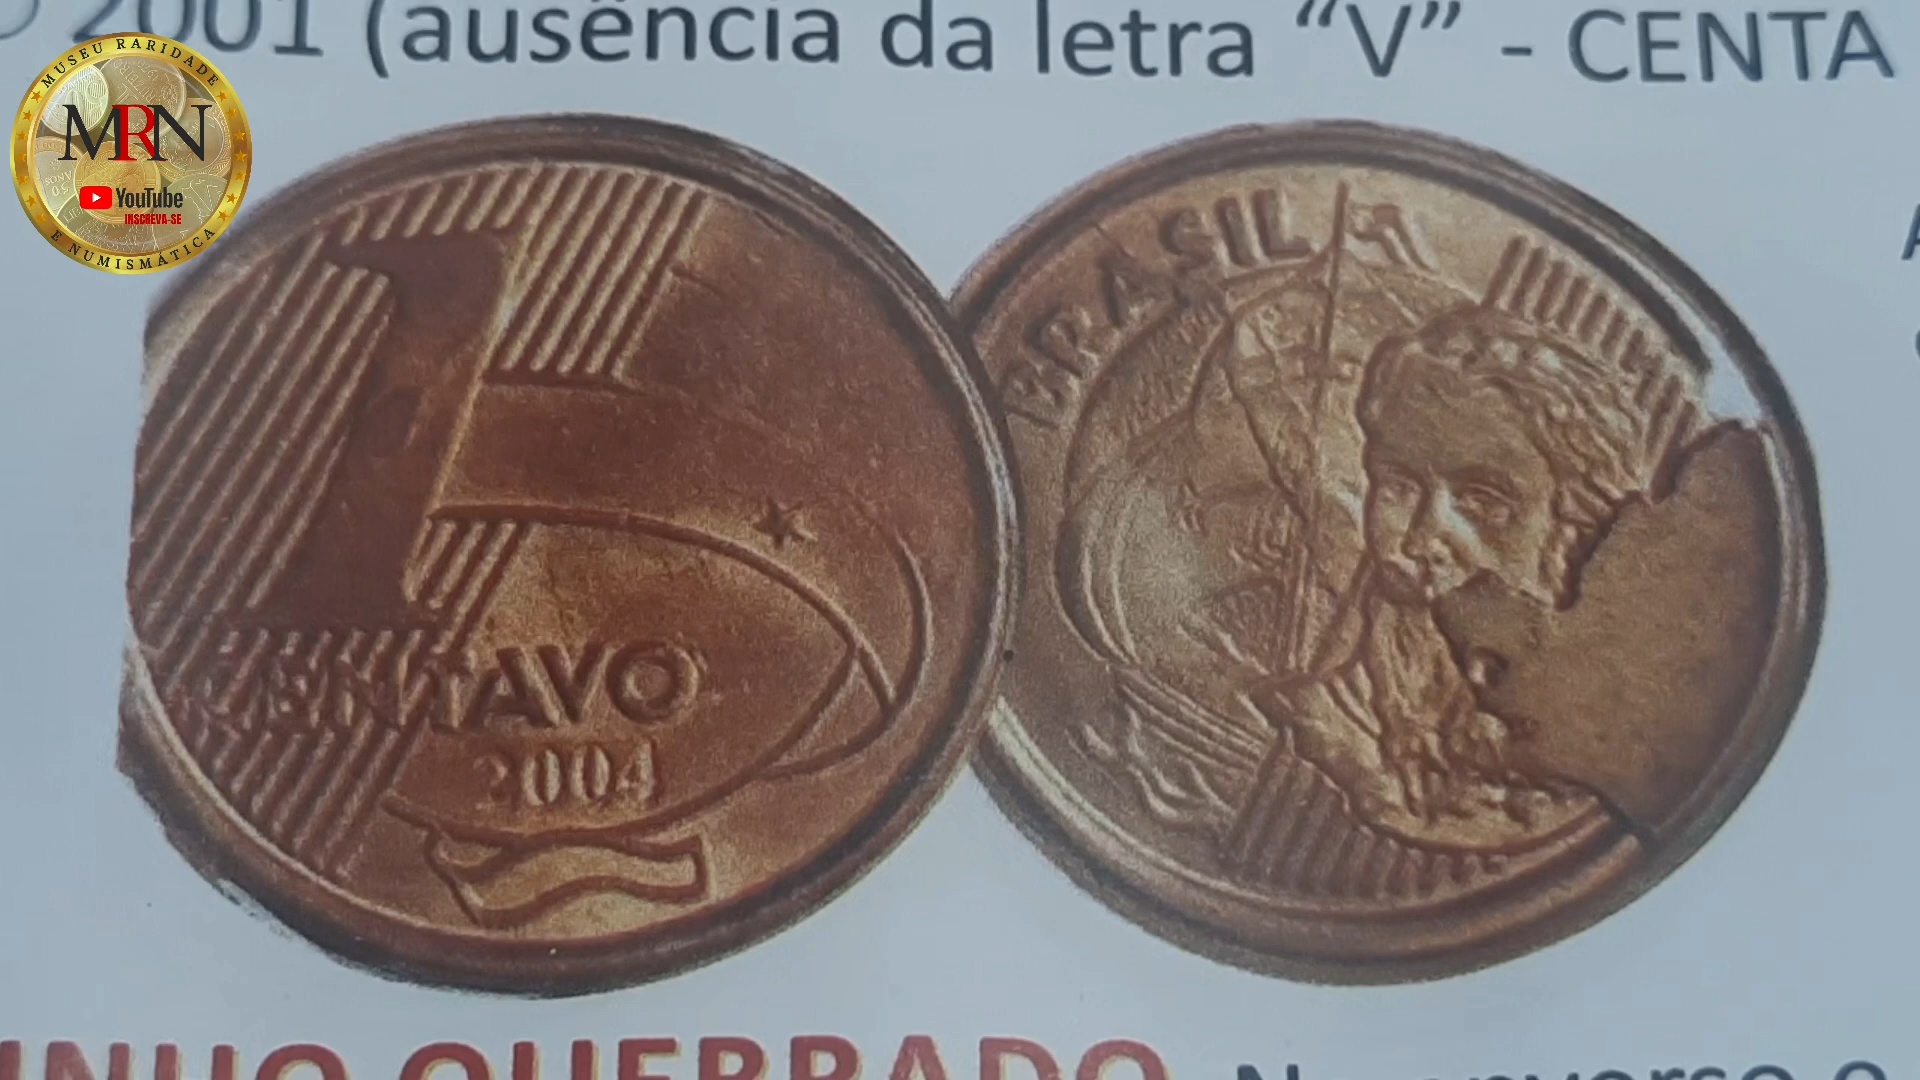 2001 (ausência da letra “V” - CENTA
MUSEU RARIDADE
MRN
YouTube
INSCREVA-SE
E NUMISMÁTICA
BRASIL
1
CENTAVO
2004
QUEBRADO